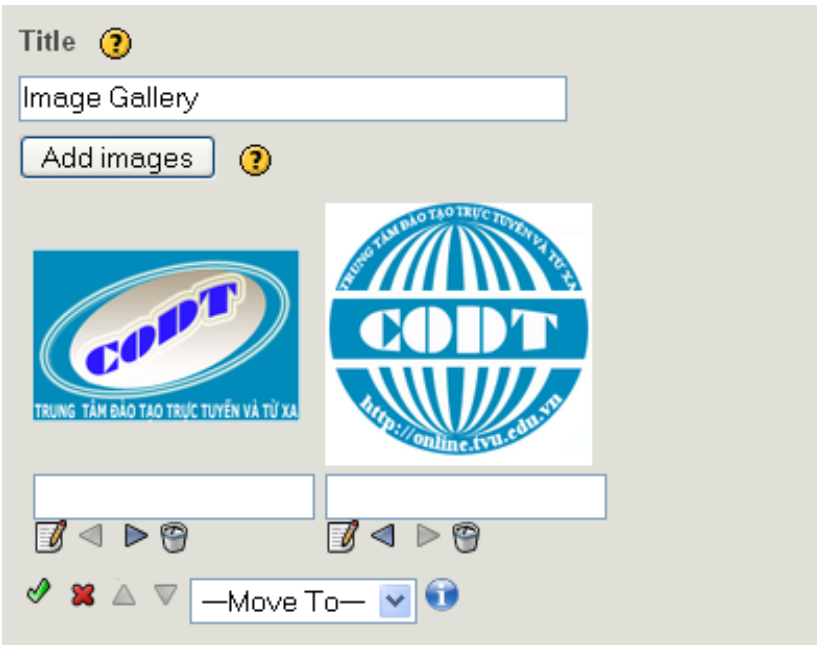 Title ?
Image Gallery
Add images ?
CODT
TRUNG TÂM ĐÀO TẠO TRỰC TUYẾN VÀ TỪ XA
TRUNG TÂM ĐÀO TẠO TRỰC TUYẾN VÀ TỪ XA
CODT
http://online.tvu.edu.vn
—Move To— i